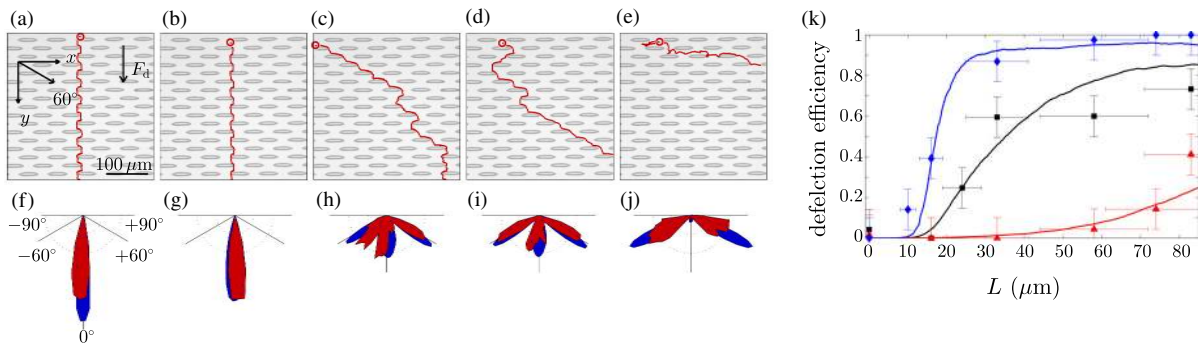 (a) (b) (c) (d) (e) (k)
x
F_d
60°
y
100 μm
(f) (g) (h) (i) (j)
−90° +90°
−60° +60°
0°
defelction efficiency
1
0.8
0.6
0.4
0.2
0
0 10 20 30 40 50 60 70 80
L (μm)